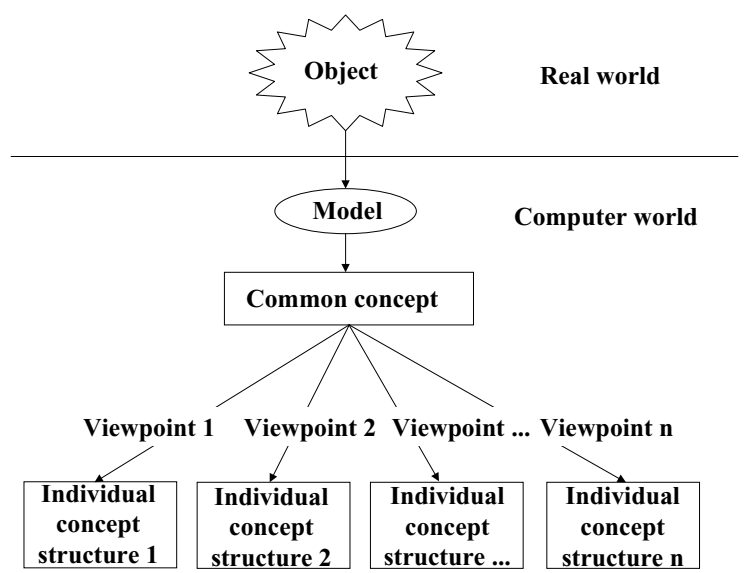 Object
Real world
Model
Computer world
Common concept
Viewpoint 1 Viewpoint 2 Viewpoint ... Viewpoint n
Individual
concept
structure 1
Individual
concept
structure 2
Individual
concept
structure ...
Individual
concept
structure n